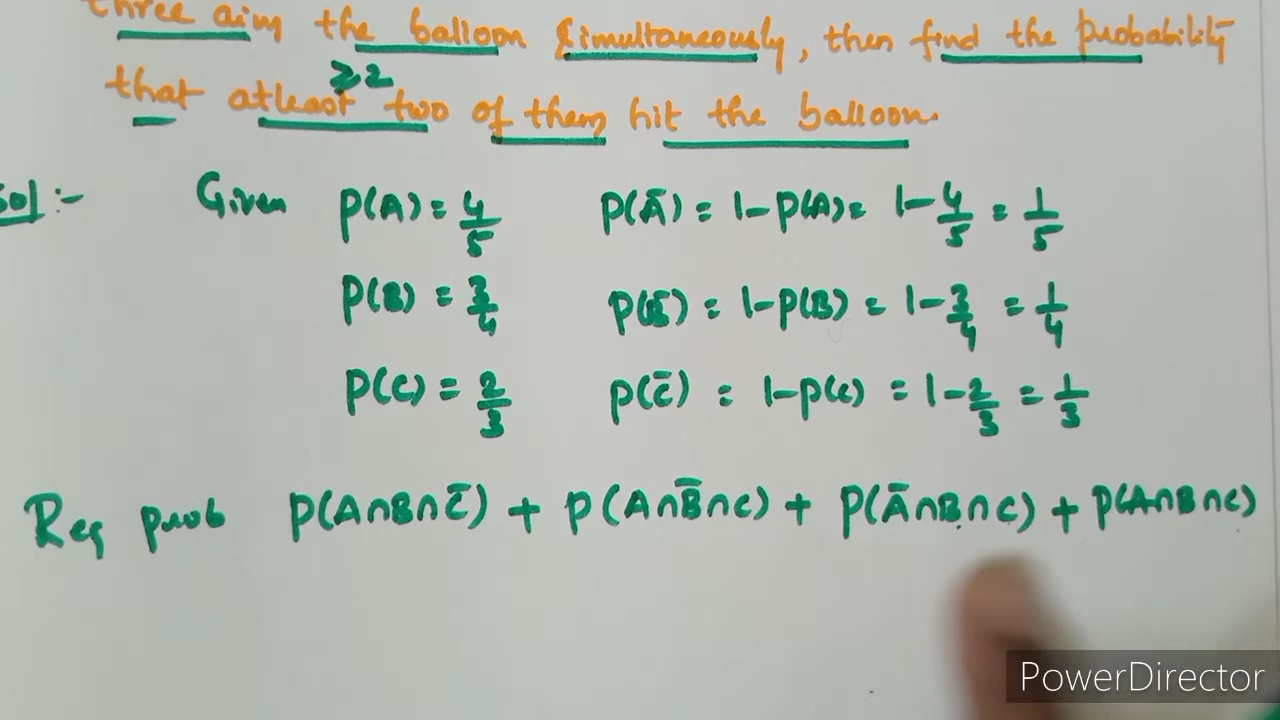 three aim the balloon simultaneously, then find the probability
≥2
that atleast two of them hit the balloon.
Sol:- Given P(A) = 4/5 P(Ā) = 1-P(A) = 1-4/5 = 1/5
P(B) = 3/4 P(B̄) = 1-P(B) = 1-3/4 = 1/4
P(C) = 2/3 P(C̄) = 1-P(C) = 1-2/3 = 1/3
Req prob P(A∩B∩C̄) + P(A∩B̄∩C) + P(Ā∩B∩C) + P(A∩B∩C)
PowerDirector